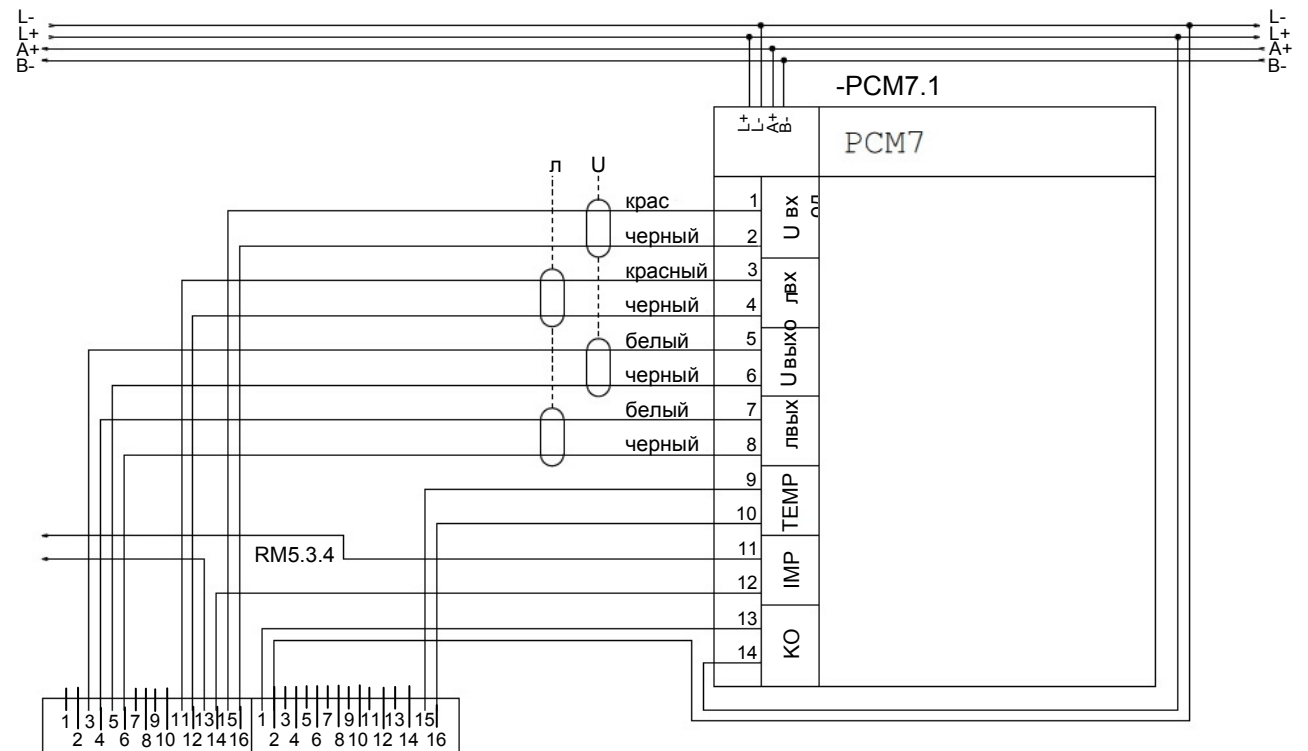 L-
L+
A+
B-
L-
L+
A+
B-
-PCM7.1
L+
L-
A+
B-
PCM7
л U
крас 1
черный 2
U вх
од
красный 3
черный 4
лвх
белый 5
черный 6
U выхо
белый 7
черный 8
лвых
9
10
TEMP
RM5.3.4
11
12
IMP
13
14
KO
1 3 5 7 9 11 13 15 1 3 5 7 9 11 13 15
2 4 6 8 10 12 14 16 2 4 6 8 10 12 14 16